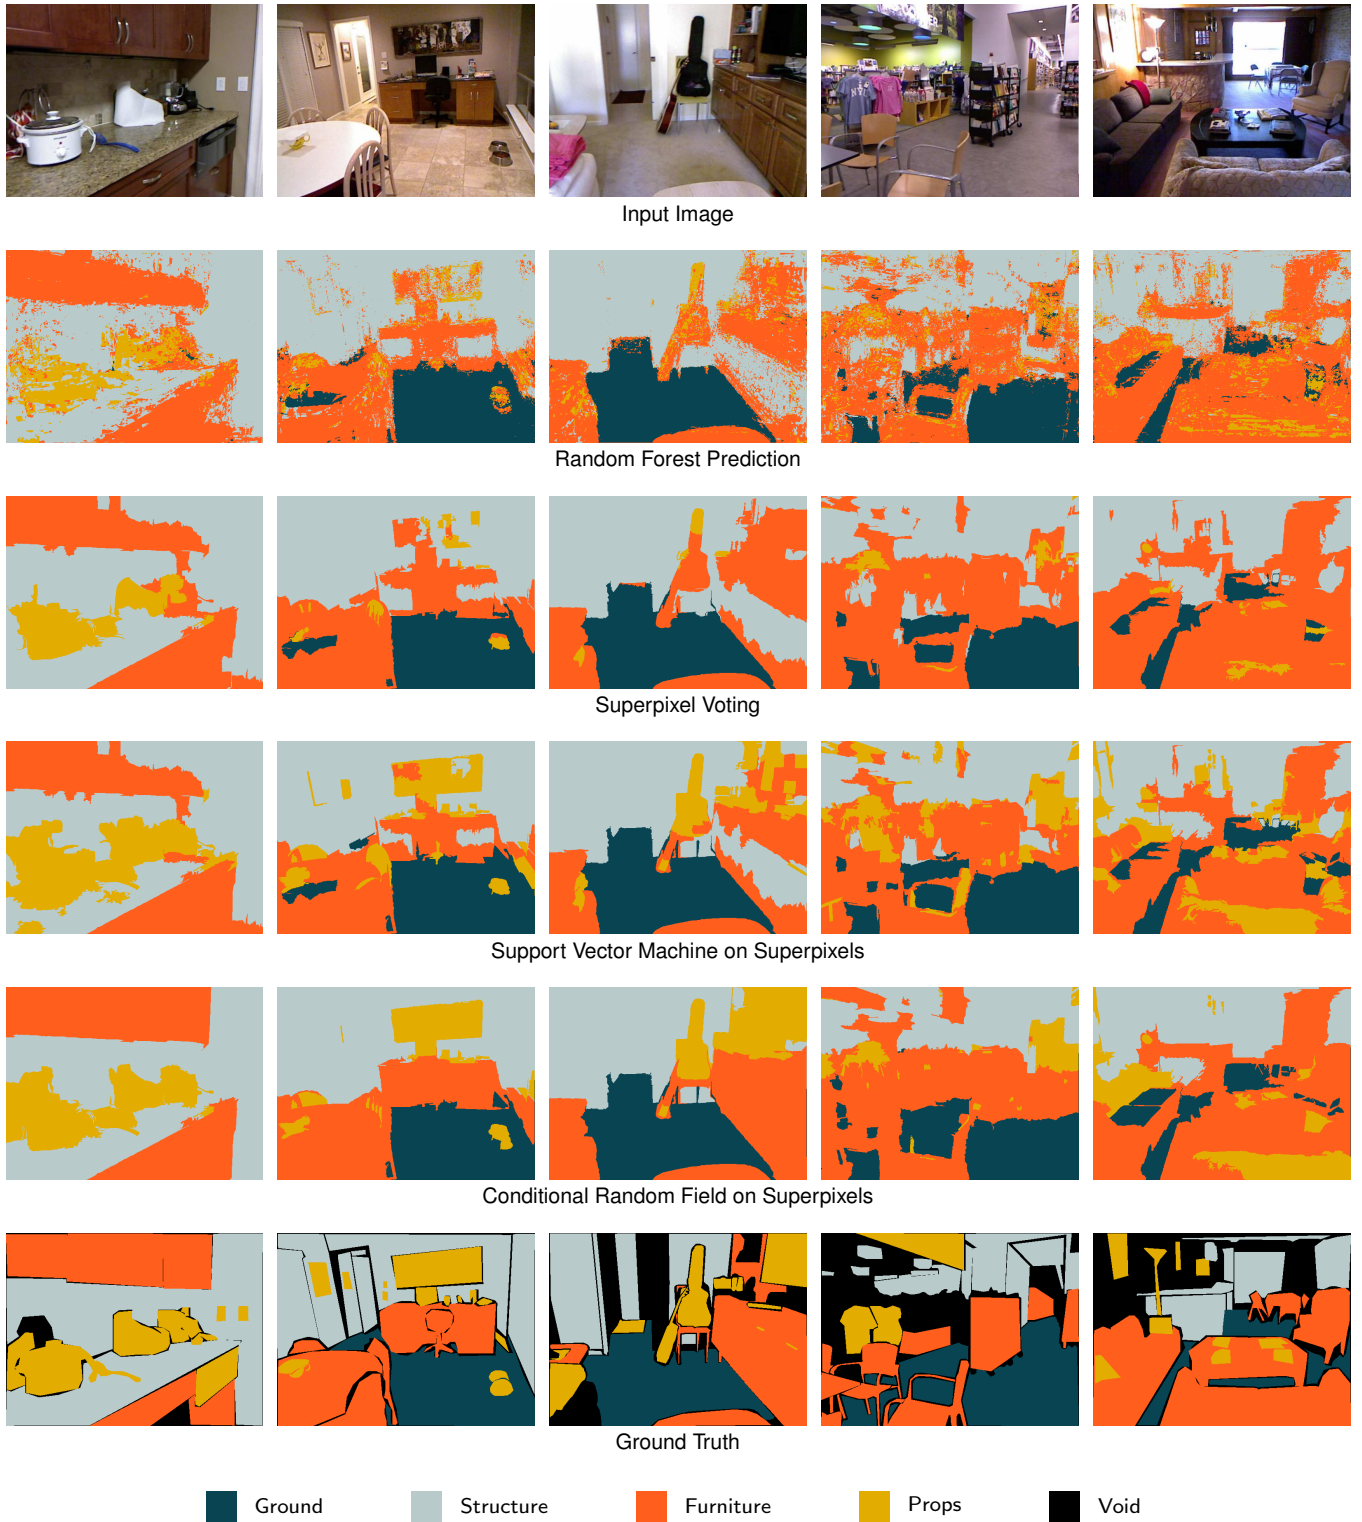 Input Image
Random Forest Prediction
Superpixel Voting
Support Vector Machine on Superpixels
Conditional Random Field on Superpixels
Ground Truth
Ground
Structure
Furniture
Props
Void